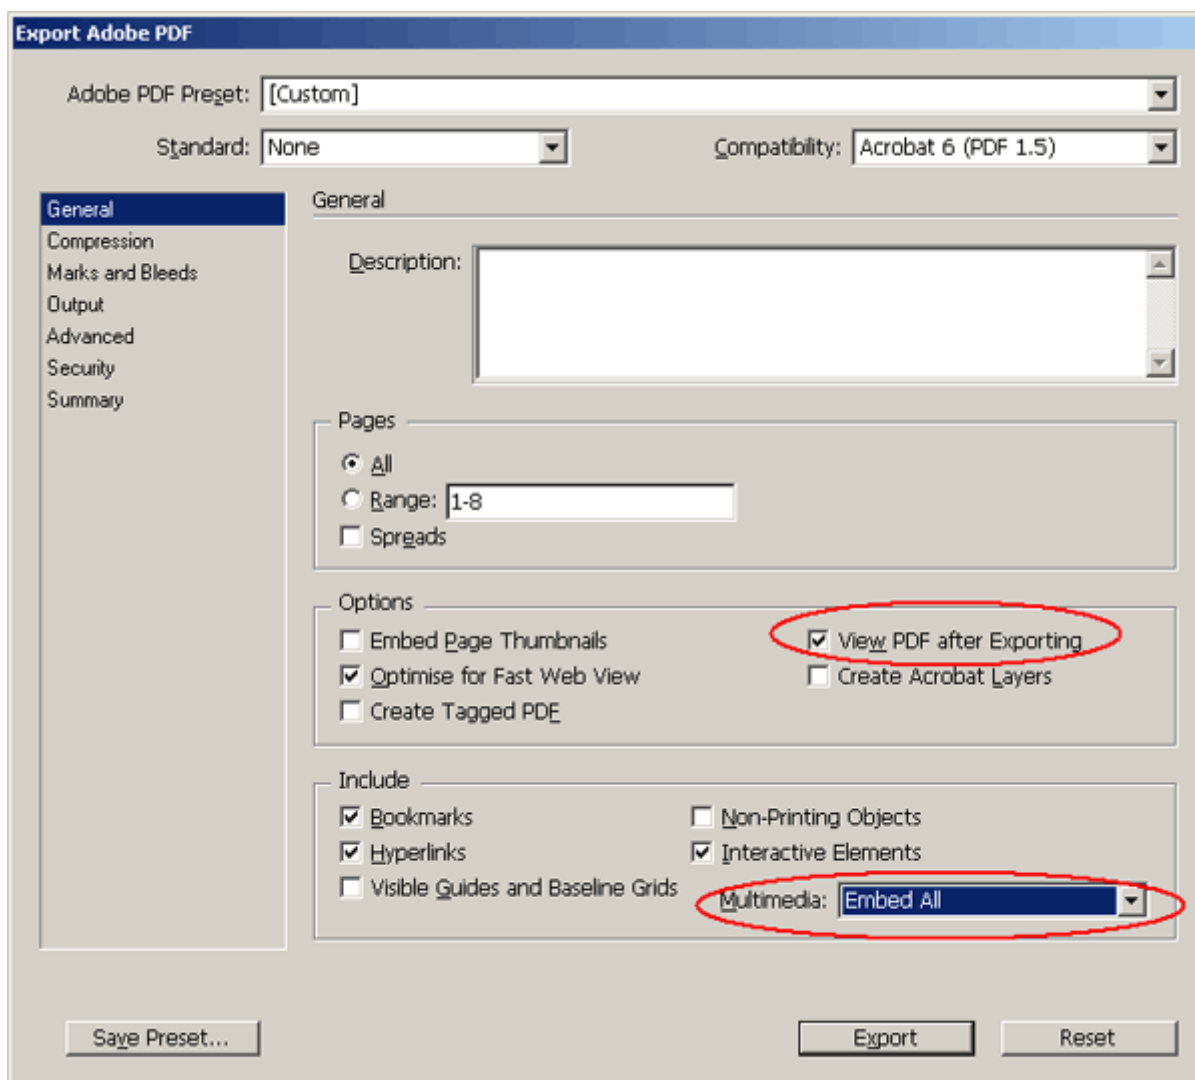 Export Adobe PDF
Adobe PDF Preset: [Custom]
Standard: None Compatibility: Acrobat 6 (PDF 1.5)
General
Compression
Marks and Bleeds
Output
Advanced
Security
Summary
General
Description:
Pages
All
Range: 1-8
Spreads
Options
Embed Page Thumbnails View PDF after Exporting
Optimise for Fast Web View Create Acrobat Layers
Create Tagged PDF
Include
Bookmarks Non-Printing Objects
Hyperlinks Interactive Elements
Visible Guides and Baseline Grids Multimedia: Embed All
Save Preset... Export Reset